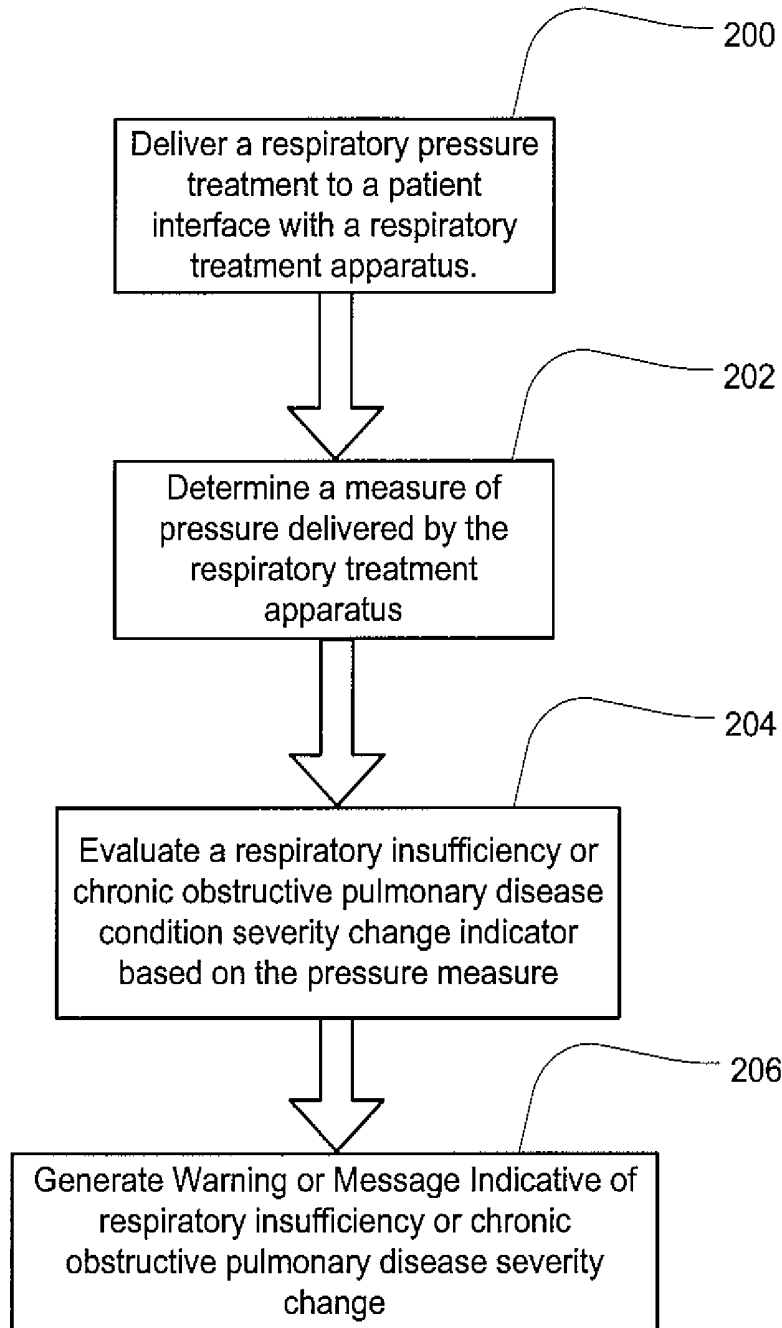 200
Deliver a respiratory pressure
treatment to a patient
interface with a respiratory
treatment apparatus.
202
Determine a measure of
pressure delivered by the
respiratory treatment
apparatus
204
Evaluate a respiratory insufficiency or
chronic obstructive pulmonary disease
condition severity change indicator
based on the pressure measure
206
Generate Warning or Message Indicative of
respiratory insufficiency or chronic
obstructive pulmonary disease severity
change